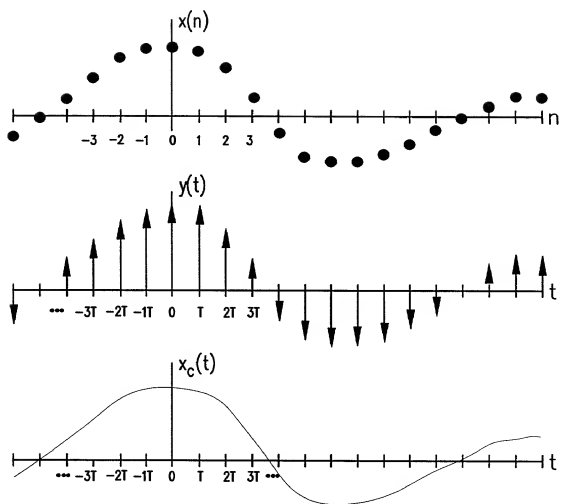 x(n)
n
-3 -2 -1 0 1 2 3
y(t)
t
••• -3T -2T -1T 0 T 2T 3T
x_c(t)
t
••• -3T -2T -1T 0 T 2T 3T •••